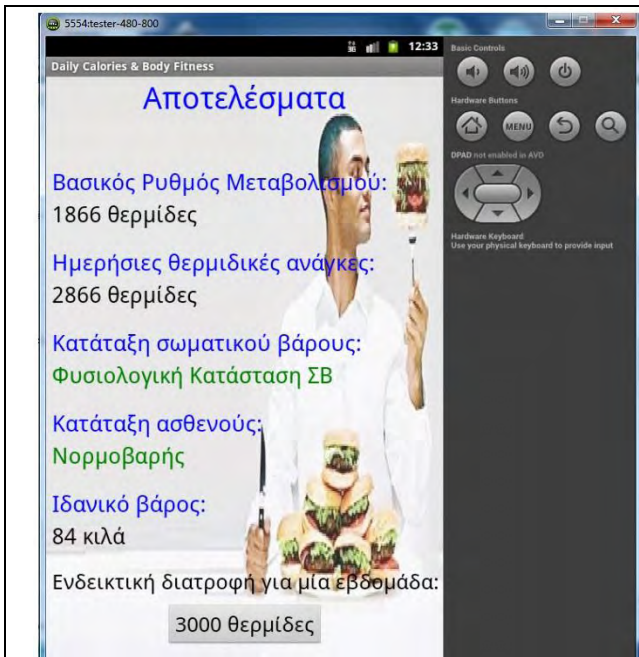 5554:tester-480-800
3G 12:33
Daily Calories & Body Fitness
Αποτελέσματα
Βασικός Ρυθμός Μεταβολισμού:
1866 θερμίδες
Ημερήσιες θερμιδικές ανάγκες:
2866 θερμίδες
Κατάταξη σωματικού βάρους:
Φυσιολογική Κατάσταση ΣΒ
Κατάταξη ασθενούς:
Νορμοβαρής
Ιδανικό βάρος:
84 κιλά
Ενδεικτική διατροφή για μία εβδομάδα:
3000 θερμίδες
Basic Controls
Hardware Buttons
MENU
DPAD not enabled in AVD
Hardware Keyboard
Use your physical keyboard to provide input